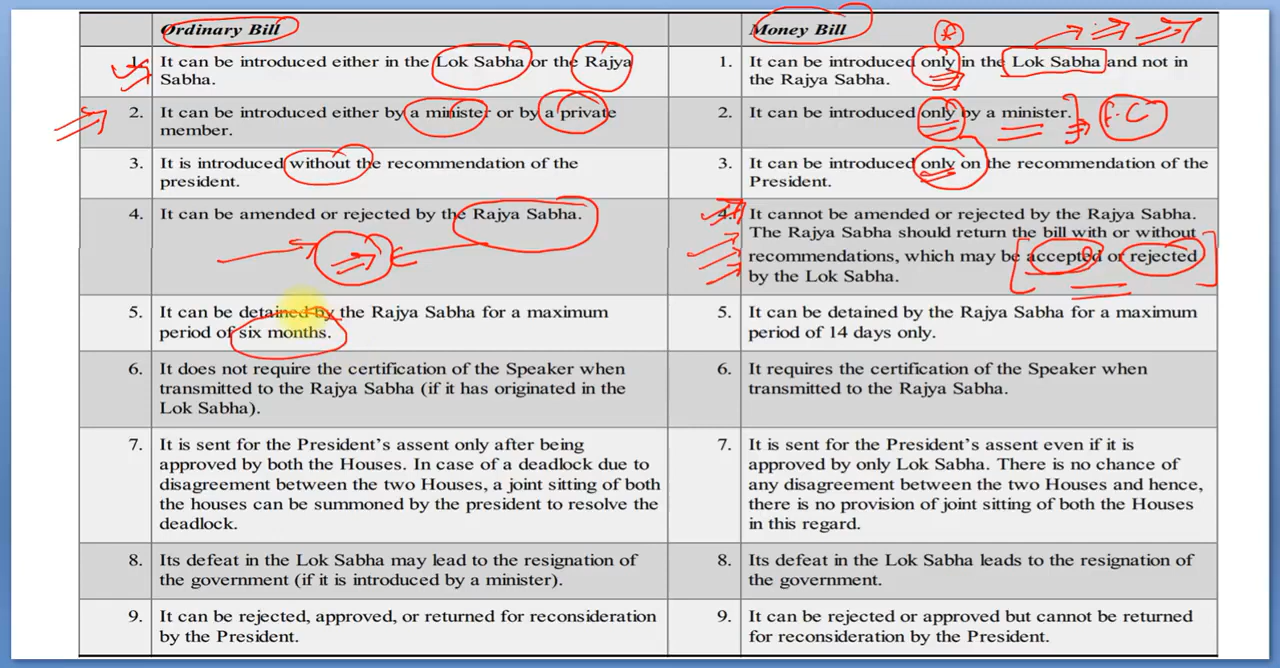 Ordinary Bill
Money Bill
1. It can be introduced either in the Lok Sabha or the Rajya
Sabha.
1. It can be introduced only in the Lok Sabha and not in
the Rajya Sabha.
2. It can be introduced either by a minister or by a private
member.
2. It can be introduced only by a minister.
F.C
3. It is introduced without the recommendation of the
president.
3. It can be introduced only on the recommendation of the
President.
4. It can be amended or rejected by the Rajya Sabha.
4. It cannot be amended or rejected by the Rajya Sabha.
The Rajya Sabha should return the bill with or without
recommendations, which may be accepted or rejected
by the Lok Sabha.
5. It can be detained by the Rajya Sabha for a maximum
period of six months.
5. It can be detained by the Rajya Sabha for a maximum
period of 14 days only.
6. It does not require the certification of the Speaker when
transmitted to the Rajya Sabha (if it has originated in the
Lok Sabha).
6. It requires the certification of the Speaker when
transmitted to the Rajya Sabha.
7. It is sent for the President’s assent only after being
approved by both the Houses. In case of a deadlock due to
disagreement between the two Houses, a joint sitting of both
the houses can be summoned by the president to resolve the
deadlock.
7. It is sent for the President’s assent even if it is
approved by only Lok Sabha. There is no chance of
any disagreement between the two Houses and hence,
there is no provision of joint sitting of both the Houses
in this regard.
8. Its defeat in the Lok Sabha may lead to the resignation of
the government (if it is introduced by a minister).
8. Its defeat in the Lok Sabha leads to the resignation of
the government.
9. It can be rejected, approved, or returned for reconsideration
by the President.
9. It can be rejected or approved but cannot be returned
for reconsideration by the President.